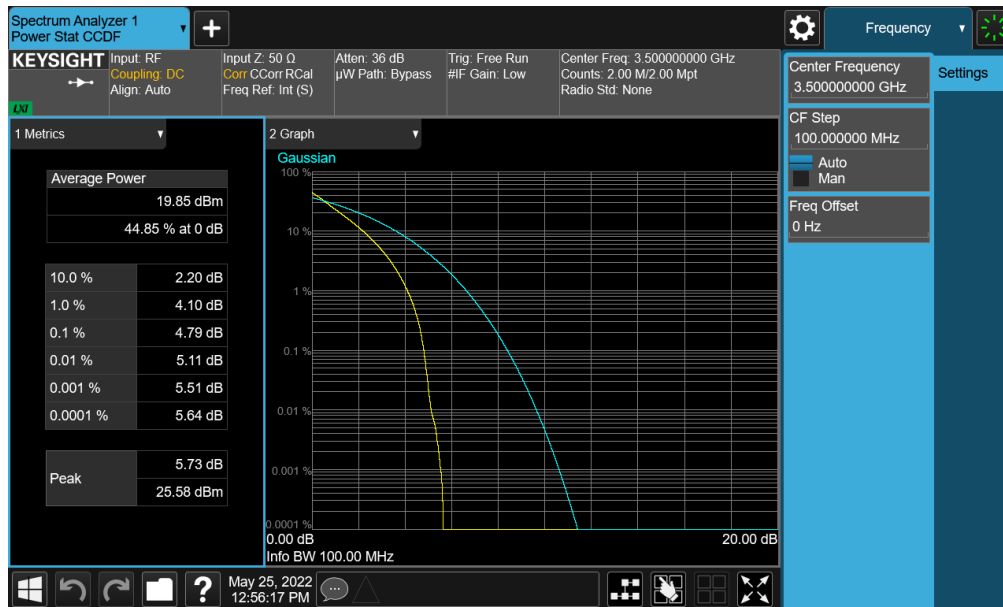 Spectrum Analyzer 1
Power Stat CCDF
+
Frequency
KEYSIGHT
LXI
Input: RF
Coupling: DC
Align: Auto
Input Z: 50 Ω
Corr CCorr RCal
Freq Ref: Int (S)
Atten: 36 dB
µW Path: Bypass
Trig: Free Run
#IF Gain: Low
Center Freq: 3.500000000 GHz
Counts: 2.00 M/2.00 Mpt
Radio Std: None
Center Frequency
3.500000000 GHz
Settings
CF Step
100.000000 MHz
Auto
Man
Freq Offset
0 Hz
1 Metrics
Average Power
19.85 dBm
44.85 % at 0 dB
10.0 % 2.20 dB
1.0 % 4.10 dB
0.1 % 4.79 dB
0.01 % 5.11 dB
0.001 % 5.51 dB
0.0001 % 5.64 dB
Peak
5.73 dB
25.58 dBm
2 Graph
Gaussian
100 %
10 %
1 %
0.1 %
0.01 %
0.001 %
0.0001 %
0.00 dB 20.00 dB
Info BW 100.00 MHz
?
May 25, 2022
12:56:17 PM